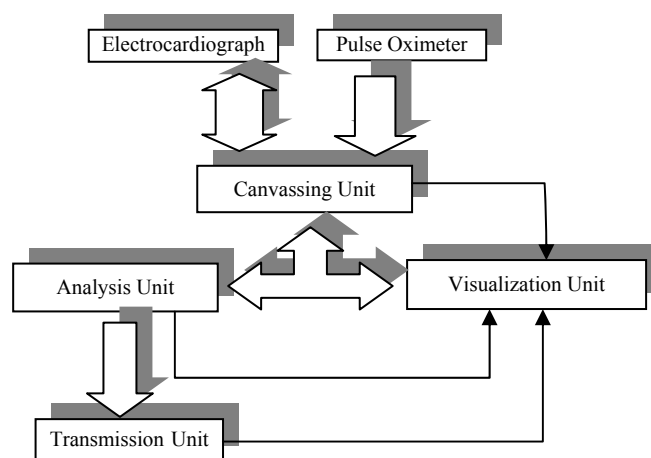 Electrocardiograph
Pulse Oximeter
Canvassing Unit
Analysis Unit
Visualization Unit
Transmission Unit